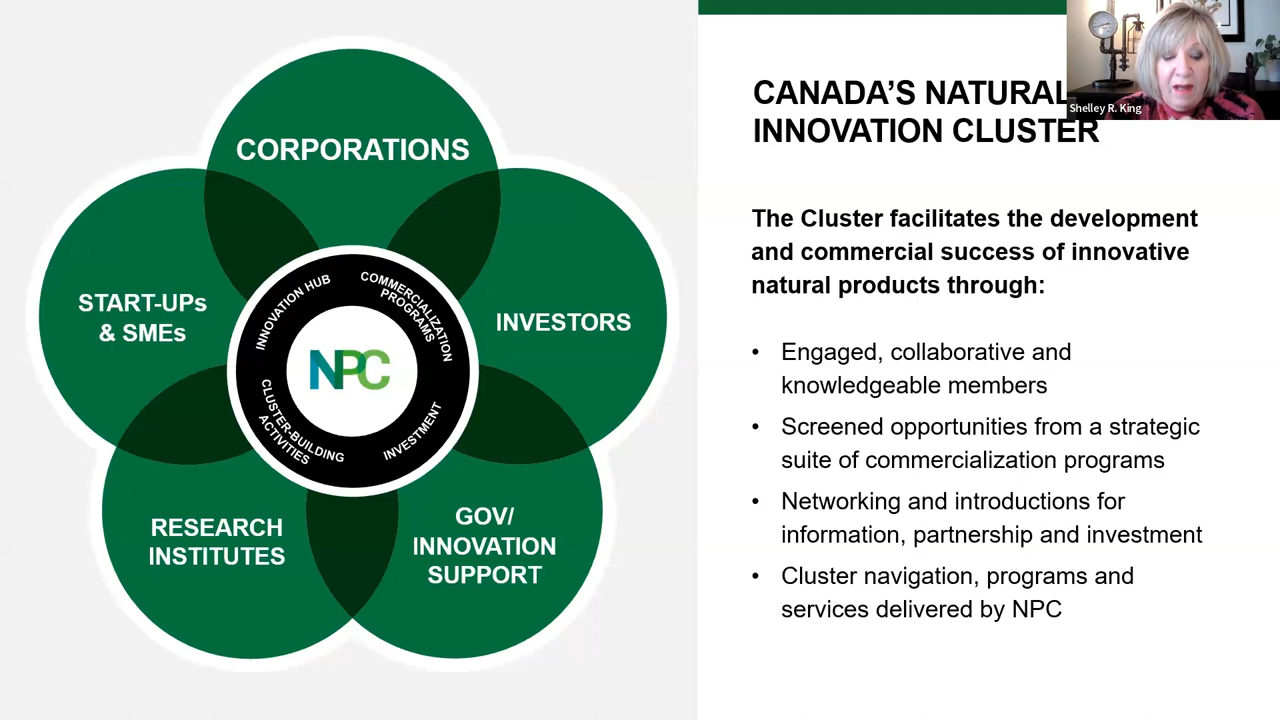 CORPORATIONS
START-UPs
& SMEs
INVESTORS
RESEARCH
INSTITUTES
GOV/
INNOVATION
SUPPORT
INNOVATION HUB
COMMERCIALIZATION
PROGRAMS
CLUSTER-BUILDING
ACTIVITIES
INVESTMENT
NPC
CANADA’S NATURAL
INNOVATION CLUSTER
Shelley R. King
The Cluster facilitates the development
and commercial success of innovative
natural products through:
• Engaged, collaborative and
knowledgeable members
• Screened opportunities from a strategic
suite of commercialization programs
• Networking and introductions for
information, partnership and investment
• Cluster navigation, programs and
services delivered by NPC